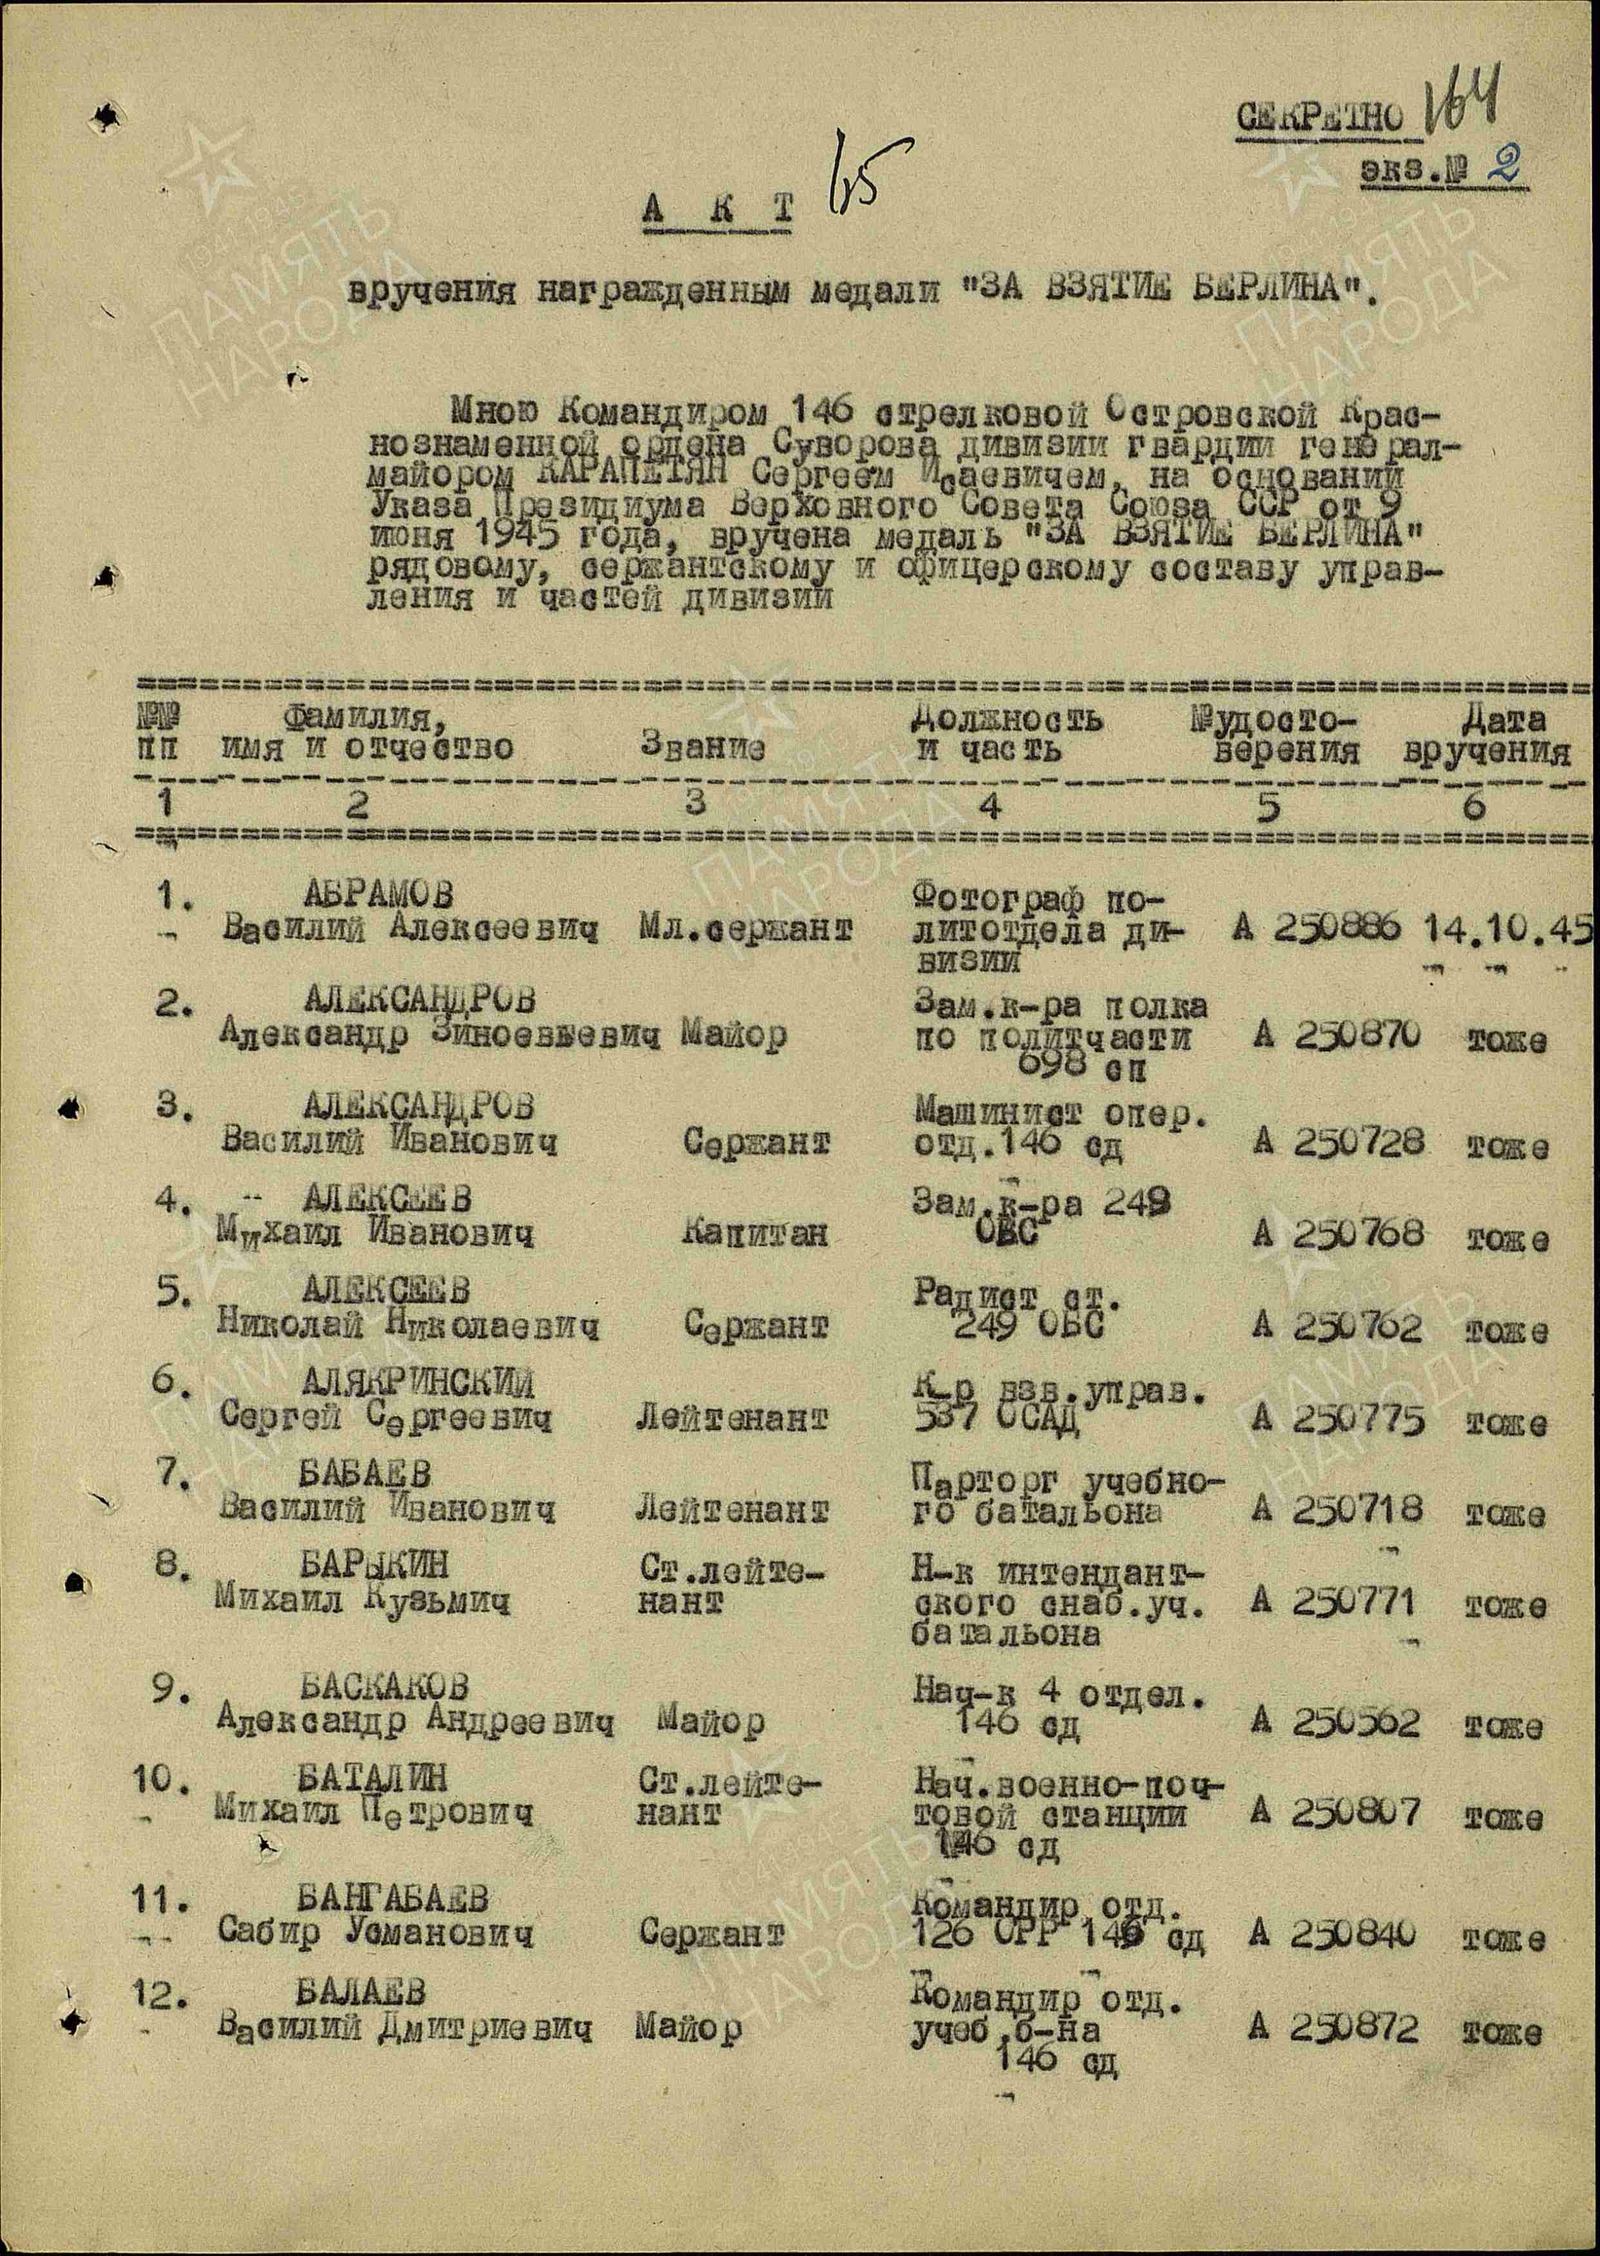 СЕКРЕТНО 164
экз.№ 2
А К Т 65
вручения награжденным медали "ЗА ВЗЯТИЕ БЕРЛИНА".
Мною Командиром 146 стрелковой Островской Крас-
нознаменной ордена Суворова дивизии гвардии генерал-
майором КАРАПЕТЯН Сергеем Исаевичем, на основании
Указа Президиума Верховного Совета Союза ССР от 9
июня 1945 года, вручена медаль "ЗА ВЗЯТИЕ БЕРЛИНА"
рядовому, сержантскому и офицерскому составу управ-
ления и частей дивизии
№№ Фамилия, Должность №удосто- Дата
пп имя и отчество Звание и часть верения вручения
1 2 3 4 5 6
1. АБРАМОВ Фотограф по-
Василий Алексеевич Мл.сержант литотдела ди- А 250886 14.10.45
визии
2. АЛЕКСАНДРОВ Зам.к-ра полка
Александр Зиноевьевич Майор по политчасти А 250870 тоже
698 сп
3. АЛЕКСАНДРОВ Машинист опер.
Василий Иванович Сержант отд.146 сд А 250728 тоже
4. АЛЕКСЕЕВ Зам.к-ра 249
Михаил Иванович Капитан ОБС А 250768 тоже
5. АЛЕКСЕЕВ Радист ст.
Николай Николаевич Сержант 249 ОБС А 250762 тоже
6. АЛЯКРИНСКИЙ К-р взв.управ.
Сергей Сергеевич Лейтенант 537 ОСАД А 250775 тоже
7. БАБАЕВ Парторг учебно-
Василий Иванович Лейтенант го батальона А 250718 тоже
8. БАРЫКИН Ст.лейте- Н-к интендант-
Михаил Кузьмич нант ского снаб.уч. А 250771 тоже
батальона
9. БАСКАКОВ Нач-к 4 отдел.
Александр Андреевич Майор 146 сд А 250562 тоже
10. БАТАЛИН Ст.лейте- Нач.военно-поч-
Михаил Петрович нант товой станции А 250807 тоже
146 сд
11. БАНГАБАЕВ Командир отд.
Сабир Усманович Сержант 126 ОРР 146 сд А 250840 тоже
12. БАЛАЕВ Командир отд.
Василий Дмитриевич Майор учеб.б-на А 250872 тоже
146 сд
ПАМЯТЬ
НАРОДА